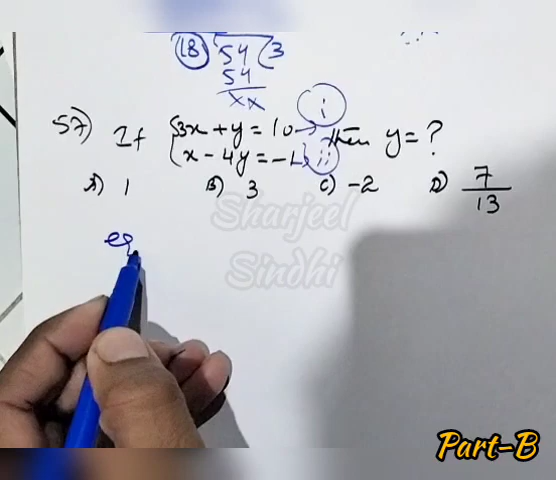 18) 54 (3
54
xx
57) If {3x + y = 10 → i
{x - 4y = -1 → ii } then y = ?
A) 1 B) 3 C) -2 D) 7/13
eq
Sharjeel
Sindhi
Part-B